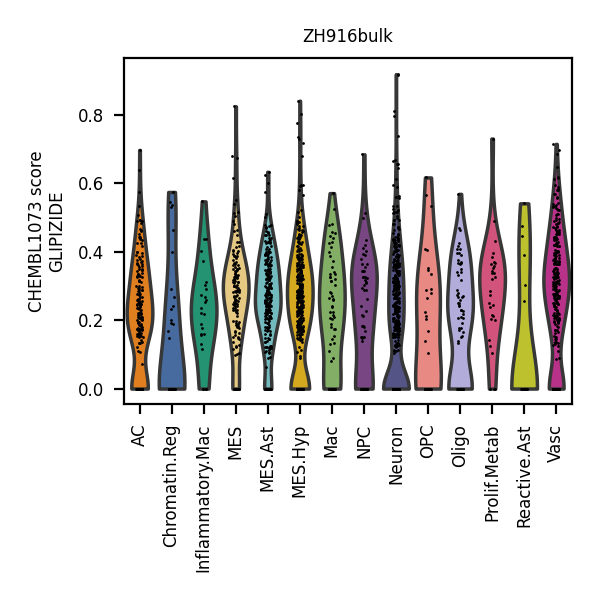 ZH916bulk
CHEMBL1073 score
GLIPIZIDE
0.8
0.6
0.4
0.2
0.0
AC
Chromatin.Reg
Inflammatory.Mac
MES
MES.Ast
MES.Hyp
Mac
NPC
Neuron
OPC
Oligo
Prolif.Metab
Reactive.Ast
Vasc